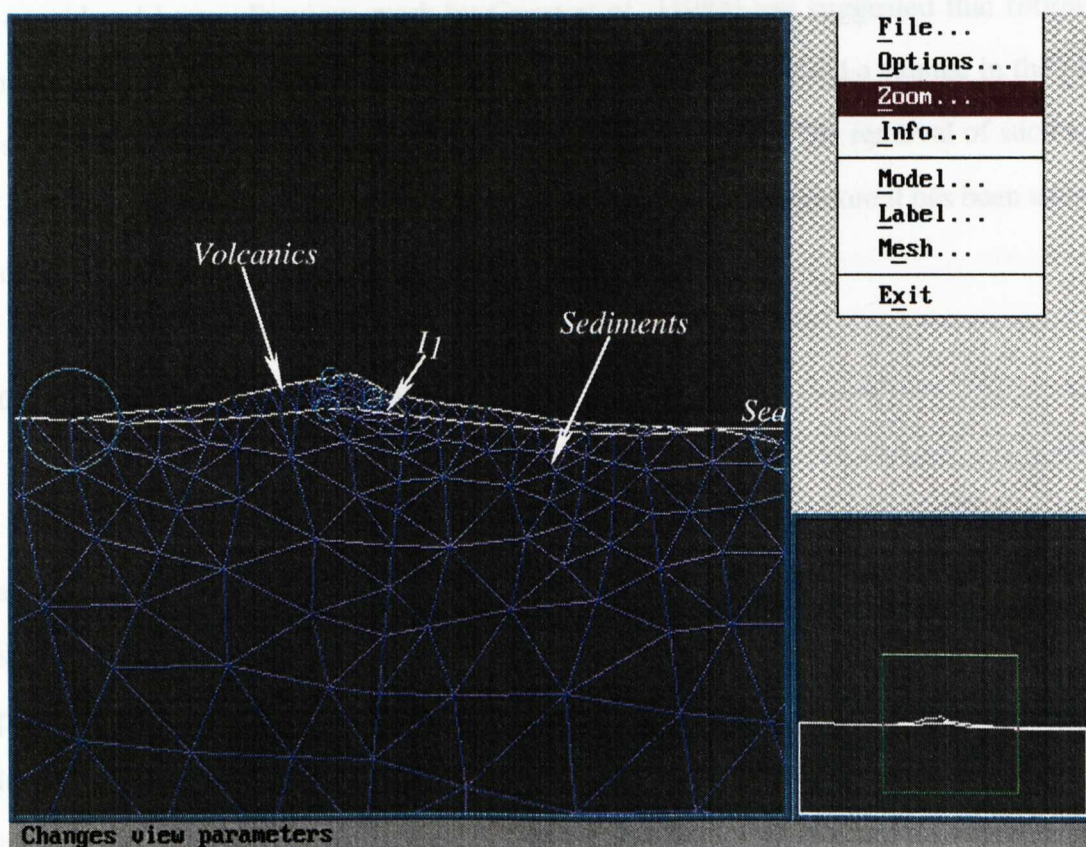 File...
Options...
Zoom...
Info...
Model...
Label...
Mesh...
Exit
Volcanics
I1
Sediments
Sea
Changes view parameters